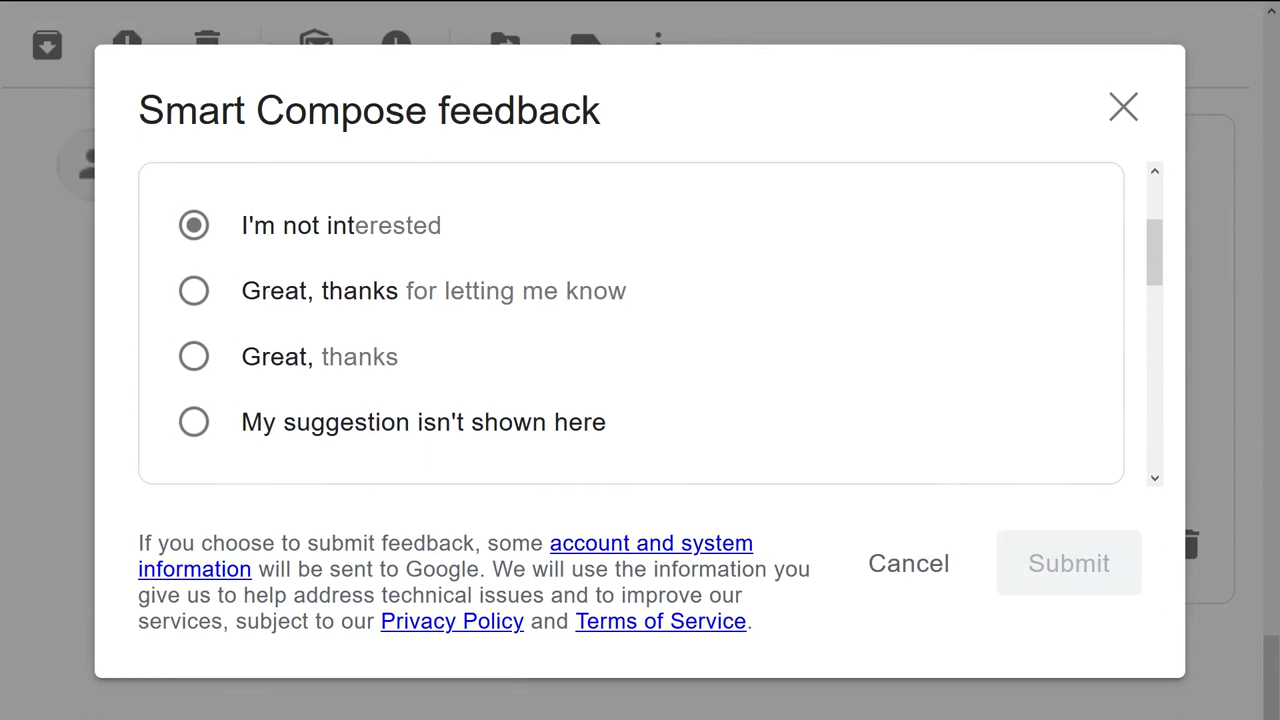 Smart Compose feedback
I'm not interested
Great, thanks for letting me know
Great, thanks
My suggestion isn't shown here
If you choose to submit feedback, some account and system
information will be sent to Google. We will use the information you
give us to help address technical issues and to improve our
services, subject to our Privacy Policy and Terms of Service.
Cancel
Submit